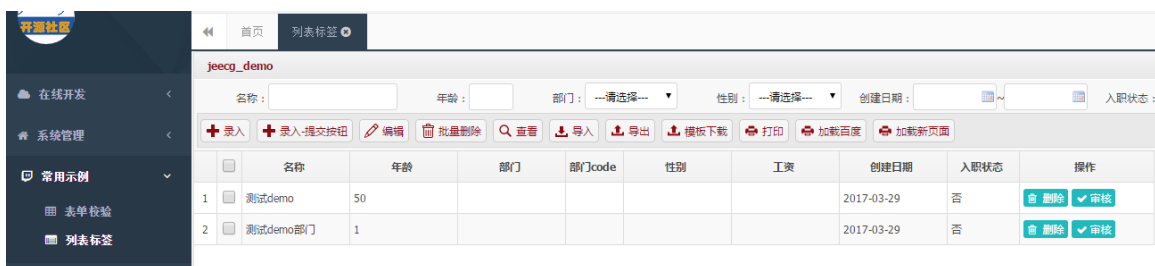 开源社区
首页 列表标签
jeecg_demo
在线开发
名称： 年龄： 部门： ---请选择--- 性别： ---请选择--- 创建日期： ~ 入职状态：
系统管理
录入 录入-提交按钮 编辑 批量删除 查看 导入 导出 模板下载 打印 加载百度 加载新页面
常用示例
名称 年龄 部门 部门code 性别 工资 创建日期 入职状态 操作
1 测试demo 50 2017-03-29 否 删除 审核
表单校验
2 测试demo部门 1 2017-03-29 否 删除 审核
列表标签